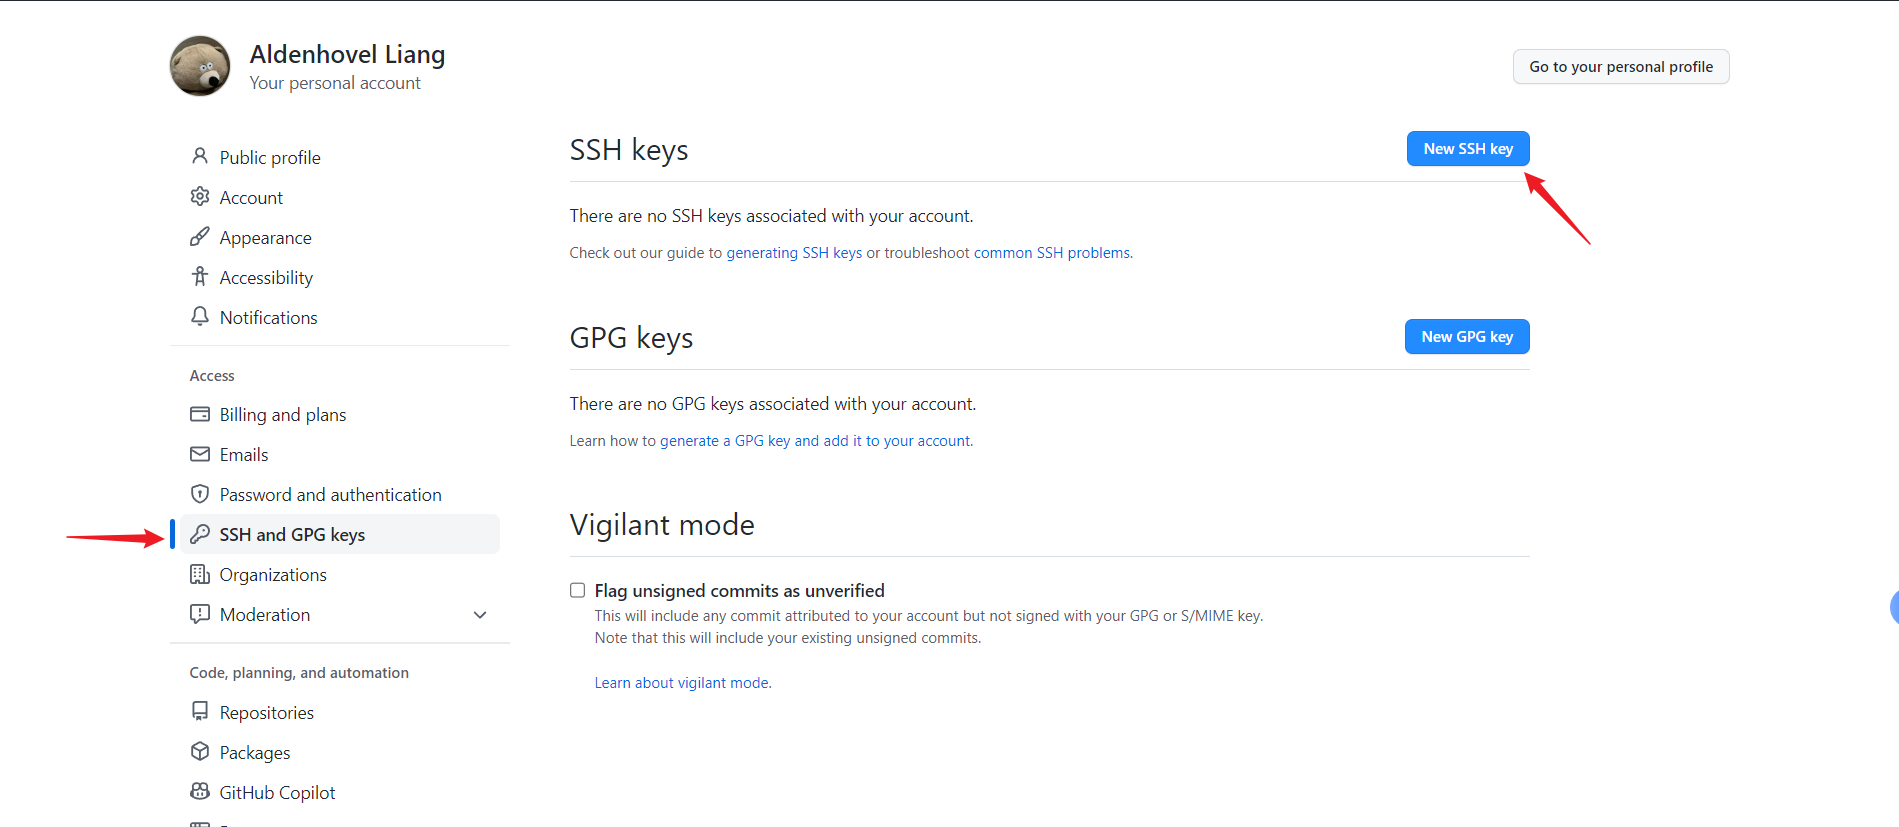 Aldenhovel Liang
Your personal account
Go to your personal profile
Public profile
Account
Appearance
Accessibility
Notifications
Access
Billing and plans
Emails
Password and authentication
SSH and GPG keys
Organizations
Moderation
Code, planning, and automation
Repositories
Packages
GitHub Copilot
SSH keys
New SSH key
There are no SSH keys associated with your account.
Check out our guide to generating SSH keys or troubleshoot common SSH problems.
GPG keys
New GPG key
There are no GPG keys associated with your account.
Learn how to generate a GPG key and add it to your account.
Vigilant mode
Flag unsigned commits as unverified
This will include any commit attributed to your account but not signed with your GPG or S/MIME key.
Note that this will include your existing unsigned commits.
Learn about vigilant mode.